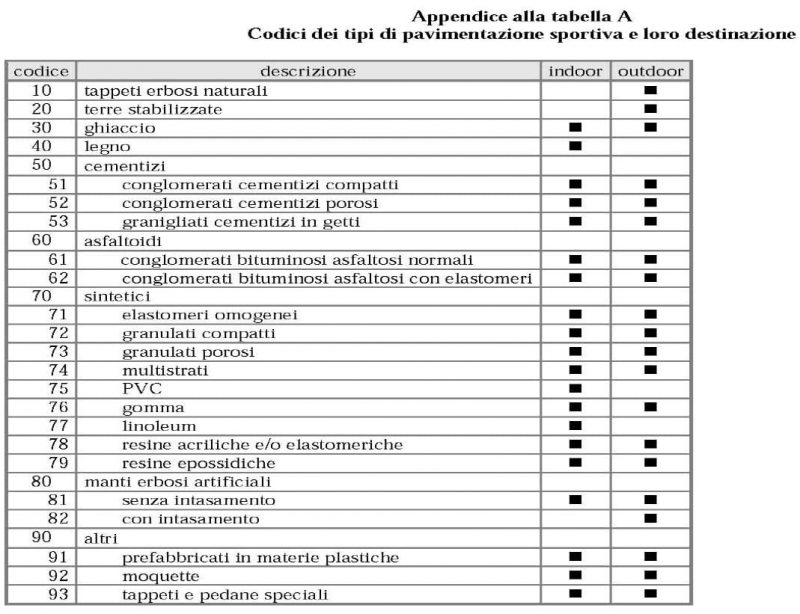 Appendice alla tabella A
Codici dei tipi di pavimentazione sportiva e loro destinazione
codice descrizione indoor outdoor
10 tappeti erbosi naturali ■
20 terre stabilizzate ■
30 ghiaccio ■ ■
40 legno ■
50 cementizi
51 conglomerati cementizi compatti ■ ■
52 conglomerati cementizi porosi ■ ■
53 granigliati cementizi in getti ■ ■
60 asfaltoidi
61 conglomerati bituminosi asfaltosi normali ■ ■
62 conglomerati bituminosi asfaltosi con elastomeri ■ ■
70 sintetici
71 elastomeri omogenei ■ ■
72 granulati compatti ■ ■
73 granulati porosi ■ ■
74 multistrati ■ ■
75 PVC ■
76 gomma ■ ■
77 linoleum ■
78 resine acriliche e/o elastomeriche ■ ■
79 resine epossidiche ■ ■
80 manti erbosi artificiali
81 senza intasamento ■ ■
82 con intasamento ■
90 altri
91 prefabbricati in materie plastiche ■ ■
92 moquette ■ ■
93 tappeti e pedane speciali ■ ■